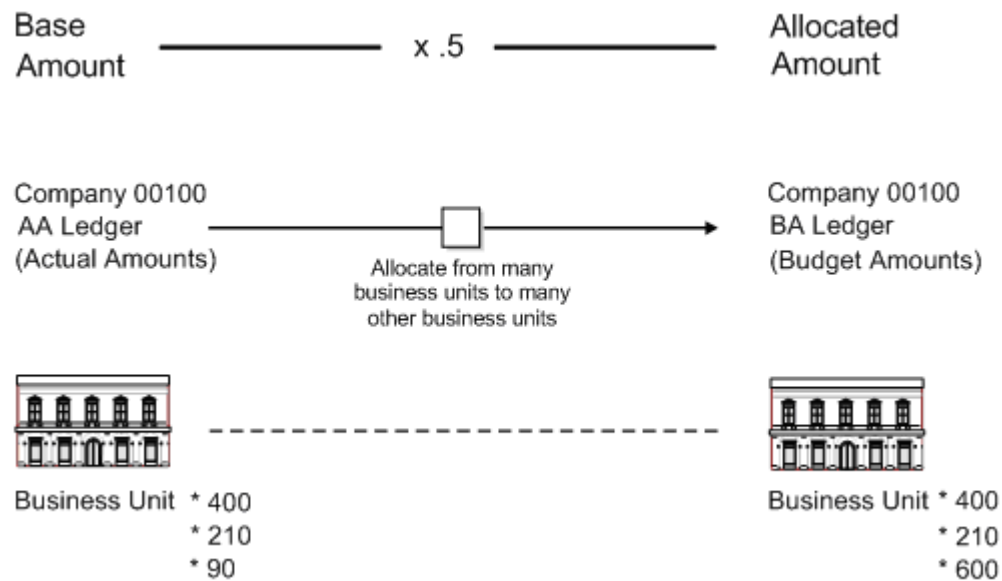 Base
Amount
x .5
Allocated
Amount
Company 00100
AA Ledger
(Actual Amounts)
Allocate from many
business units to many
other business units
Company 00100
BA Ledger
(Budget Amounts)
Business Unit * 400
* 210
* 90
Business Unit * 400
* 210
* 600